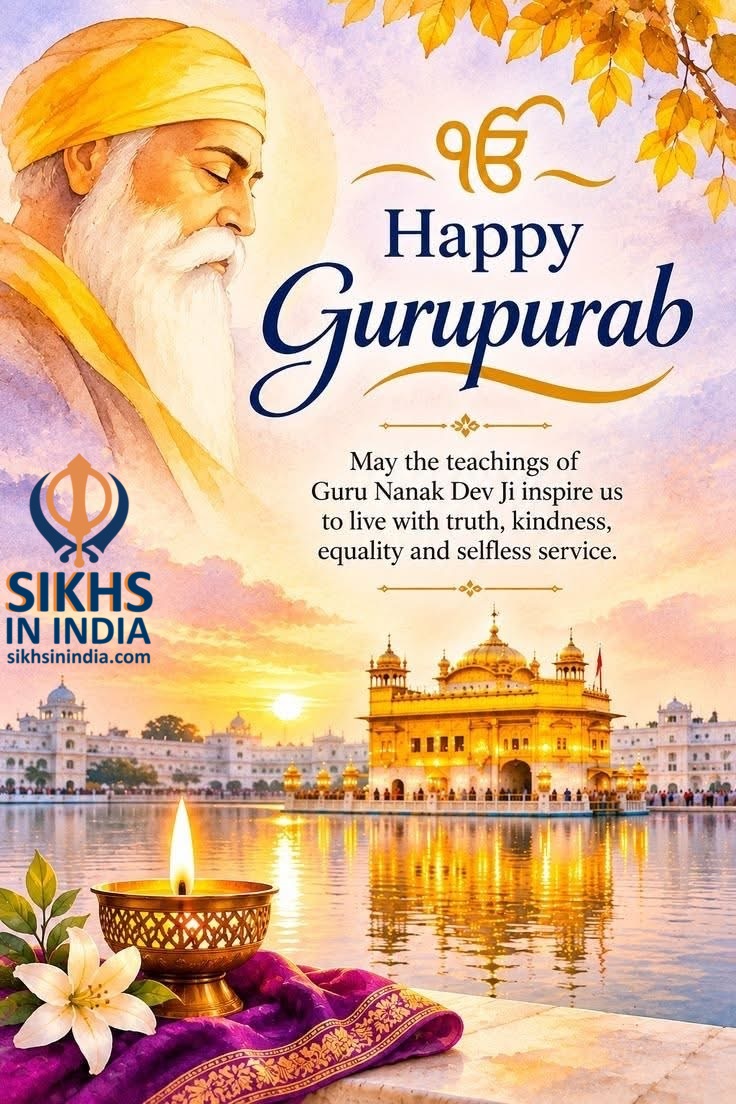 ੴ
Happy
Gurupurab
May the teachings of
Guru Nanak Dev Ji inspire us
to live with truth, kindness,
equality and selfless service.
SIKHS
IN INDIA
sikhsinindia.com